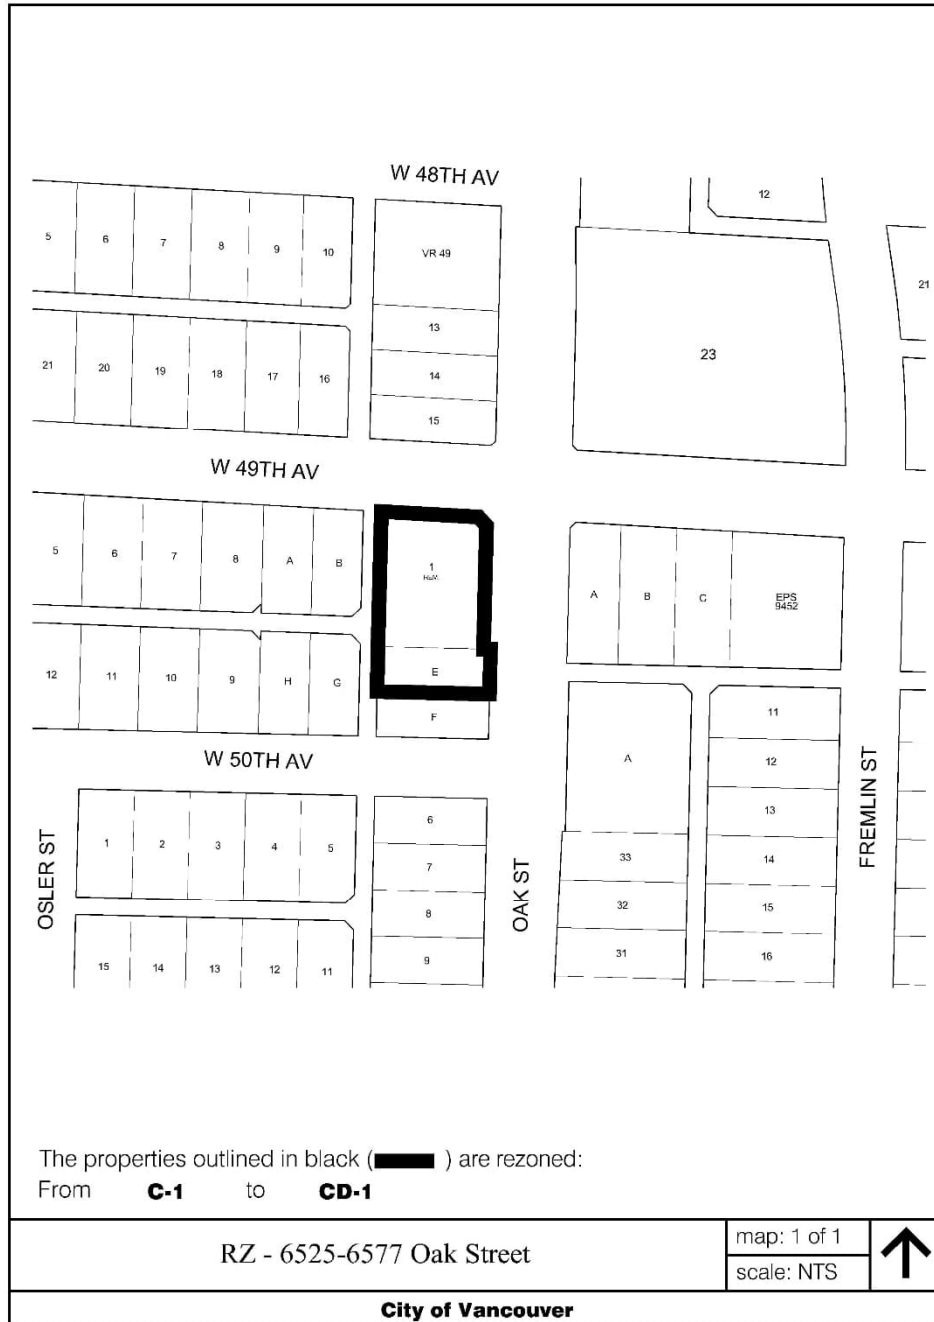 W 48TH AV
12
5 6 7 8 9 10
VR 49
21
13
23
21 20 19 18 17 16
14
15
W 49TH AV
5 6 7 8 A B
1
A B C
EPS
9452
12 11 10 9 H G
E
F
11
W 50TH AV
A
12
13
OSLER ST
1 2 3 4 5
6
7
8
9
OAK ST
33
32
31
14
15
16
FREMLIN ST
15 14 13 12 11
The properties outlined in black ( ) are rezoned:
From C-1 to CD-1
RZ - 6525-6577 Oak Street
map: 1 of 1
scale: NTS
City of Vancouver